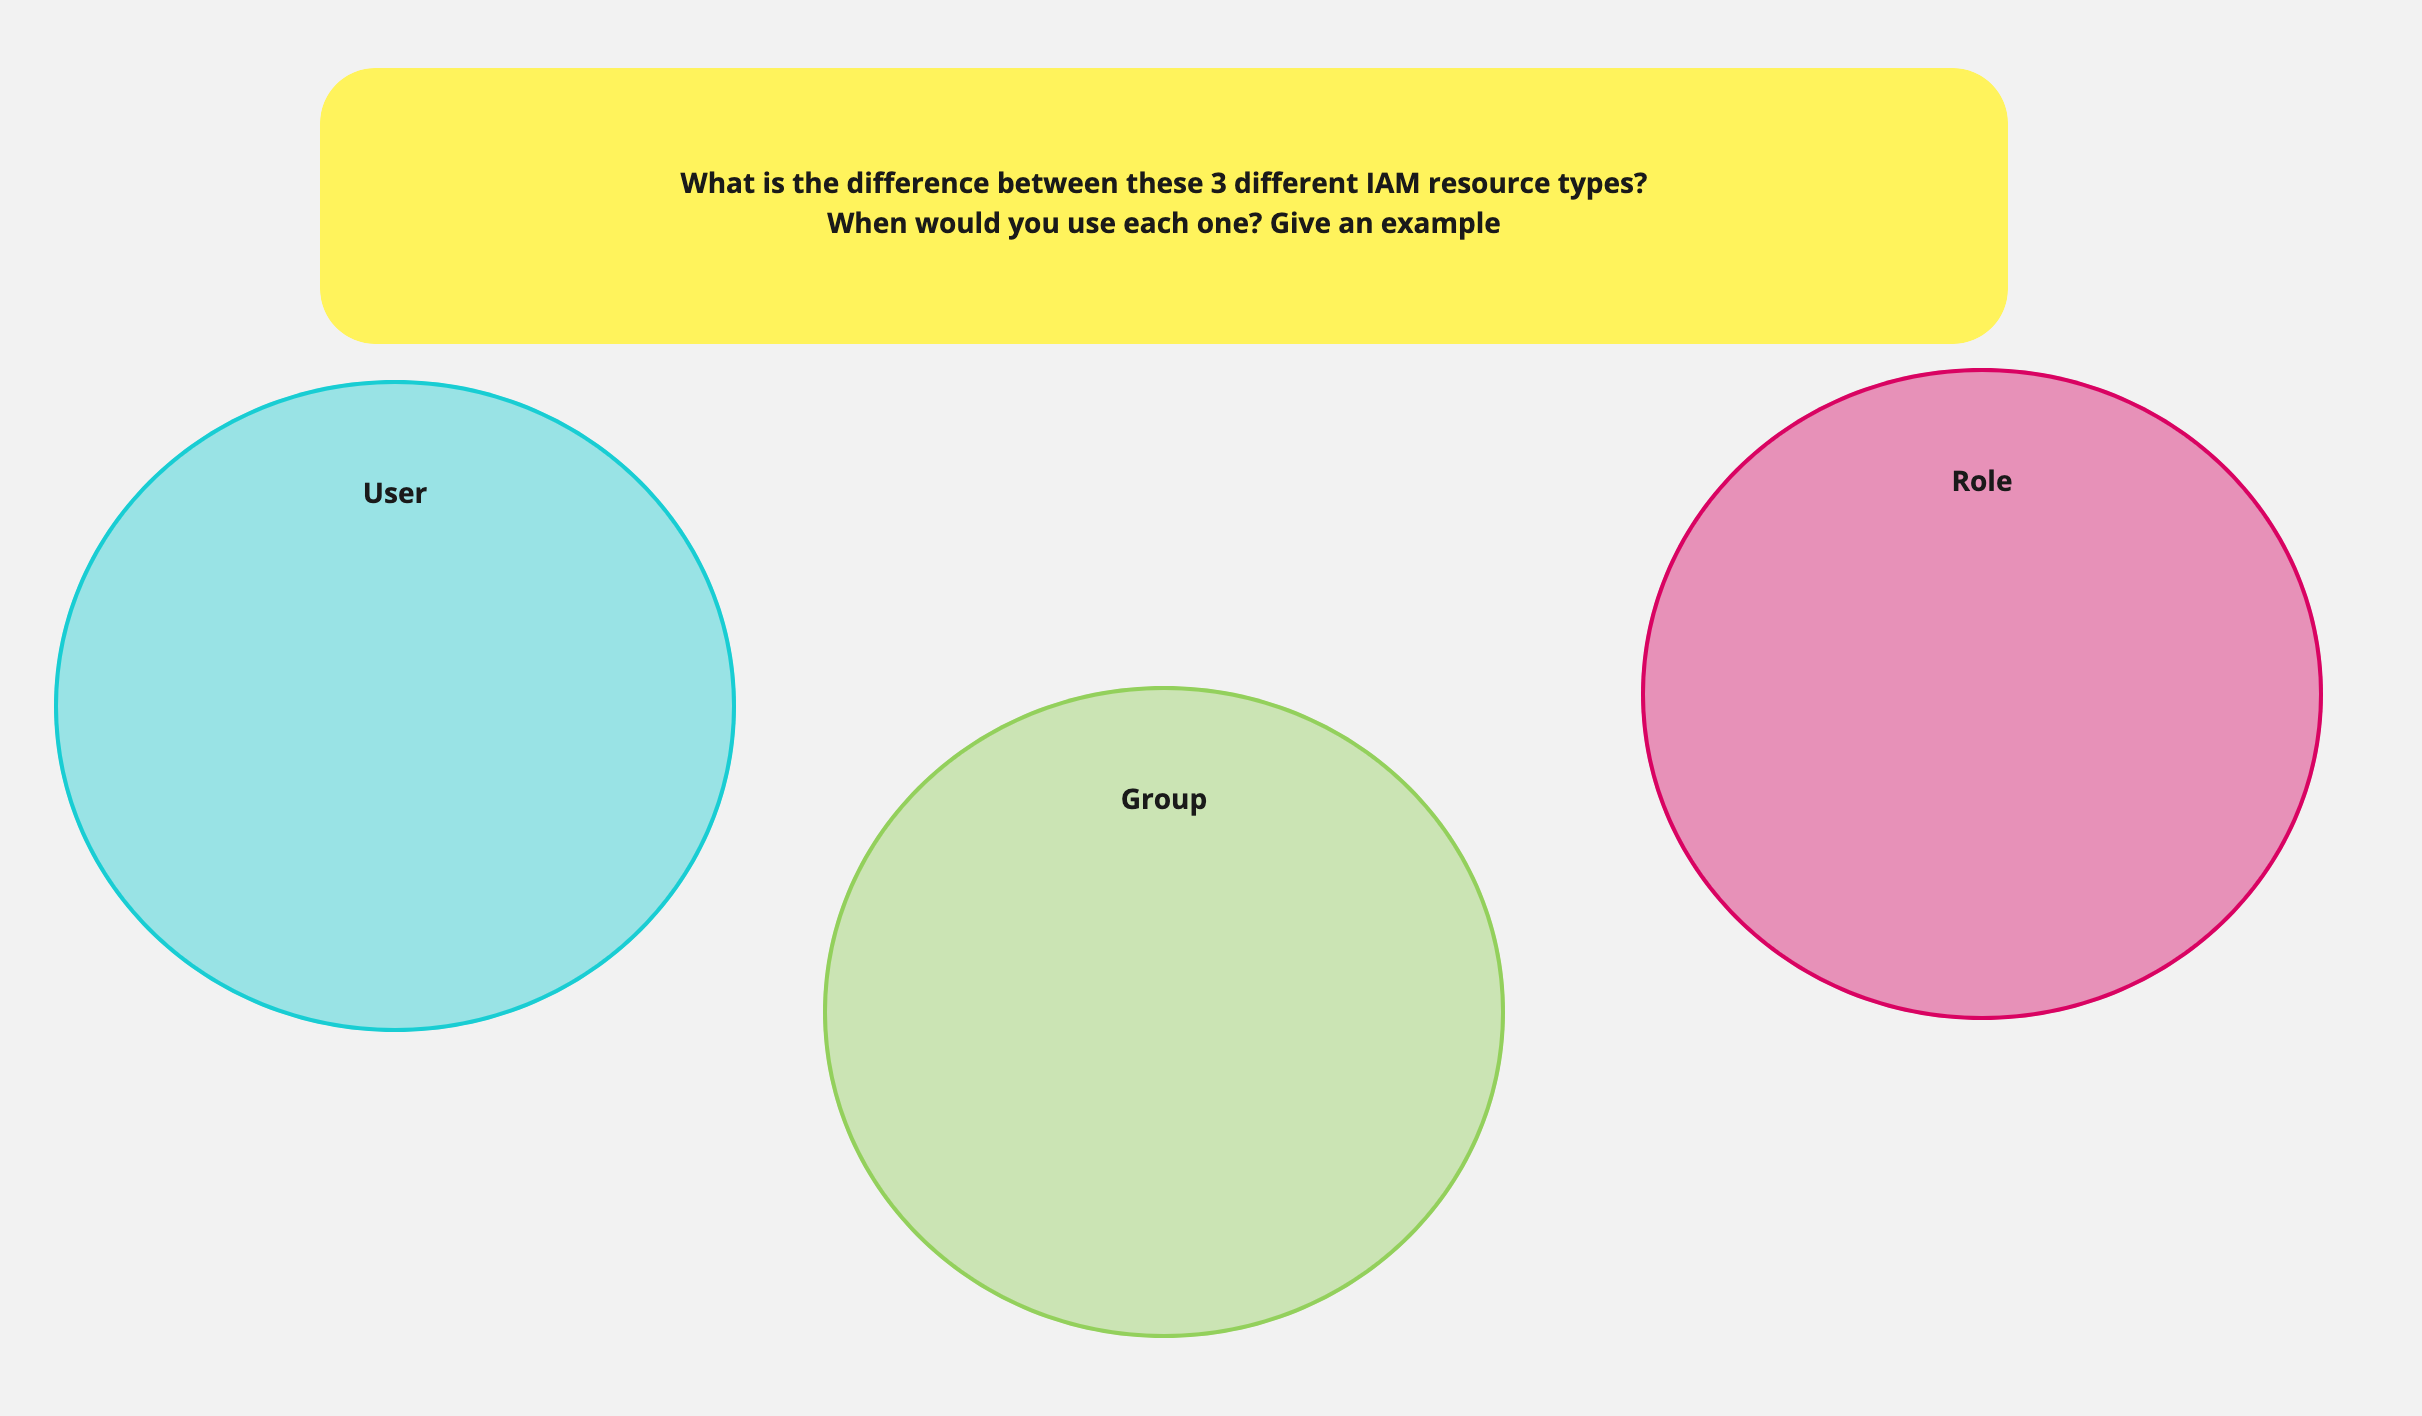 What is the difference between these 3 different IAM resource types?
When would you use each one? Give an example
User
Role
Group